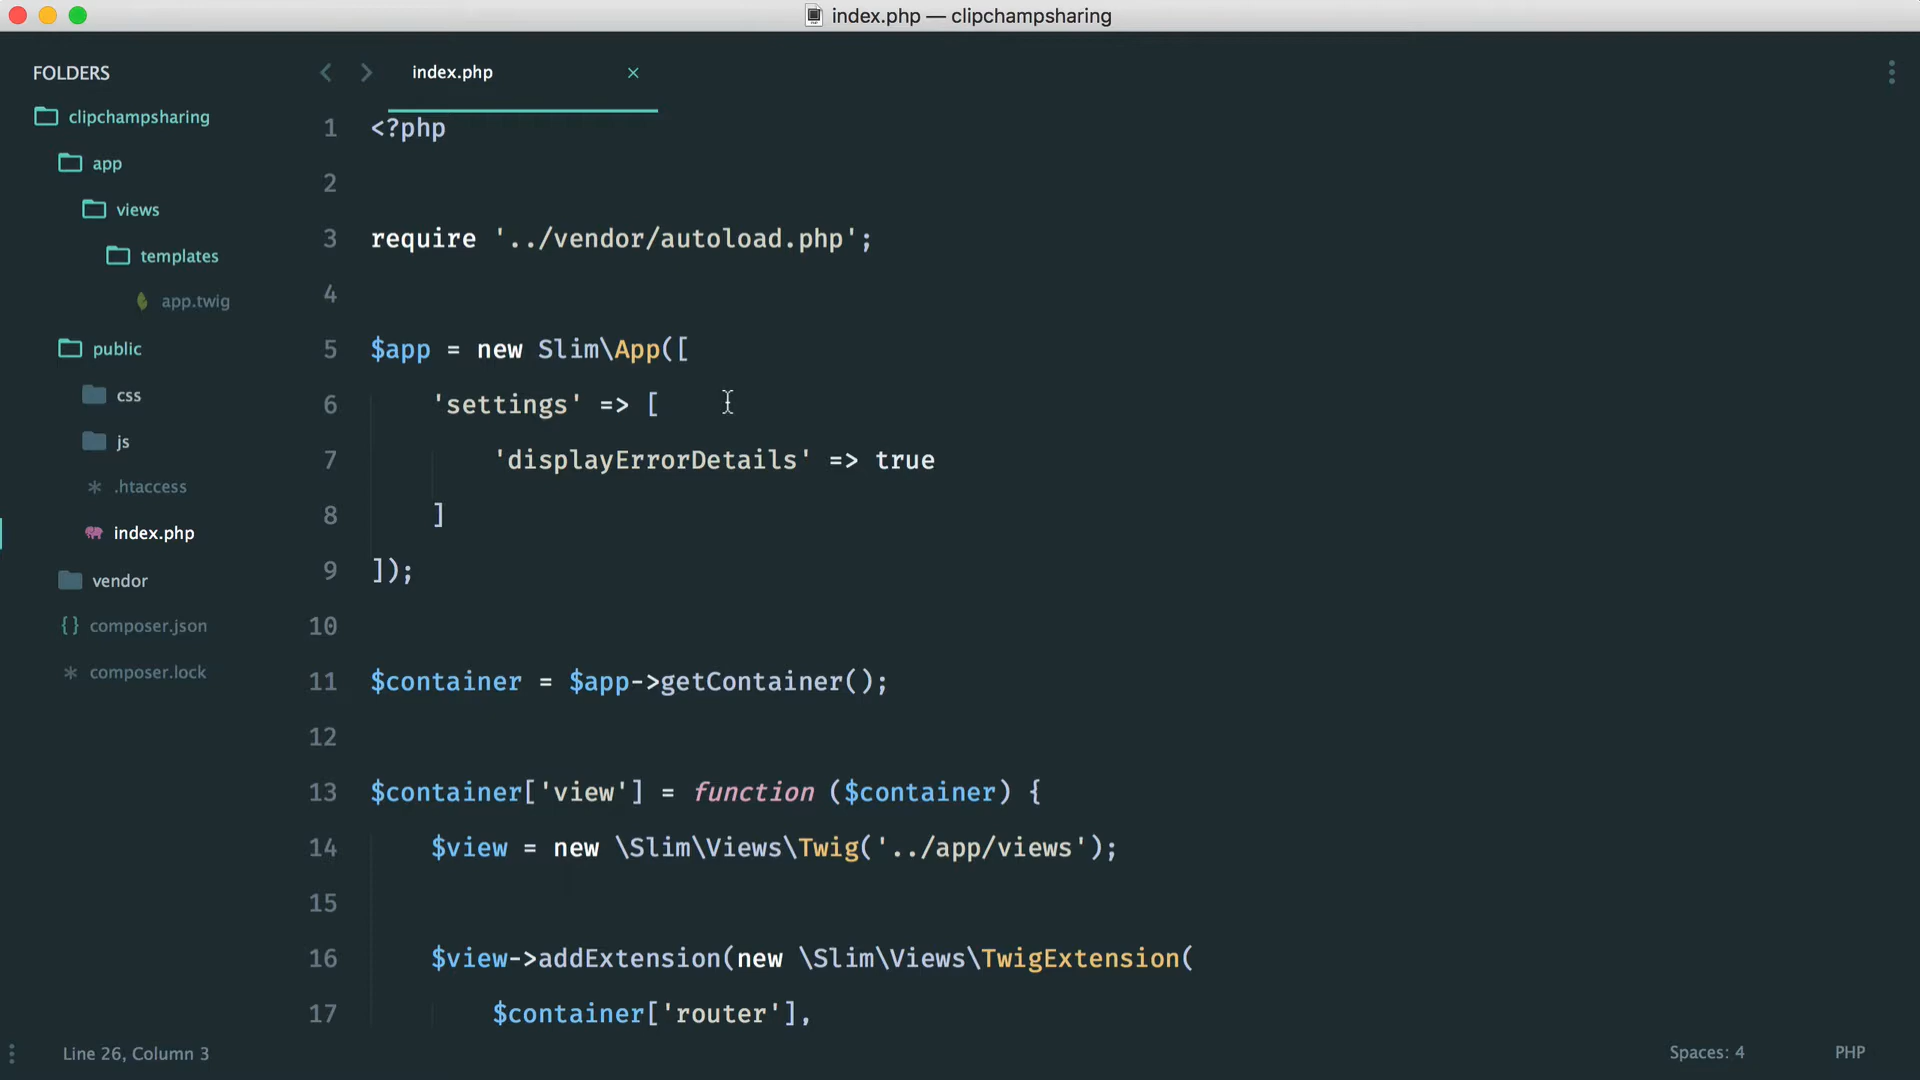 index.php — clipchampsharing
FOLDERS
clipchampsharing
app
views
templates
app.twig
public
css
js
.htaccess
index.php
vendor
{} composer.json
* composer.lock
index.php ×
1 <?php
2
3 require '../vendor/autoload.php';
4
5 $app = new Slim\App([
6 'settings' => [
7 'displayErrorDetails' => true
8 ]
9 ]);
10
11 $container = $app->getContainer();
12
13 $container['view'] = function ($container) {
14 $view = new \Slim\Views\Twig('../app/views');
15
16 $view->addExtension(new \Slim\Views\TwigExtension(
17 $container['router'],
Line 26, Column 3
Spaces: 4
PHP